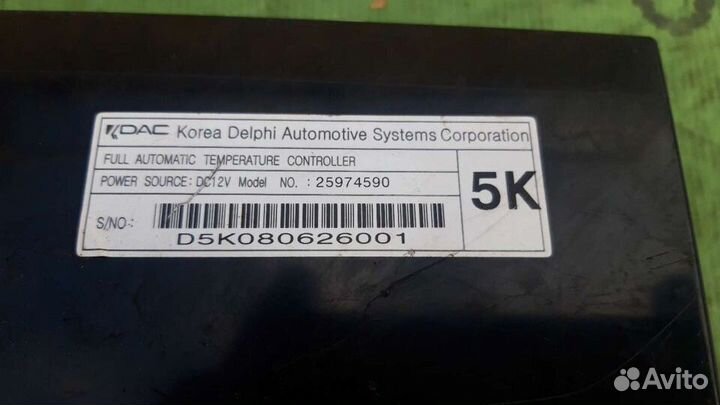 KDAC Korea Delphi Automotive Systems Corporation
FULL AUTOMATIC TEMPERATURE CONTROLLER
POWER SOURCE: DC12V Model NO. : 25974590
5K
S/NO:
D5K080626001
Avito